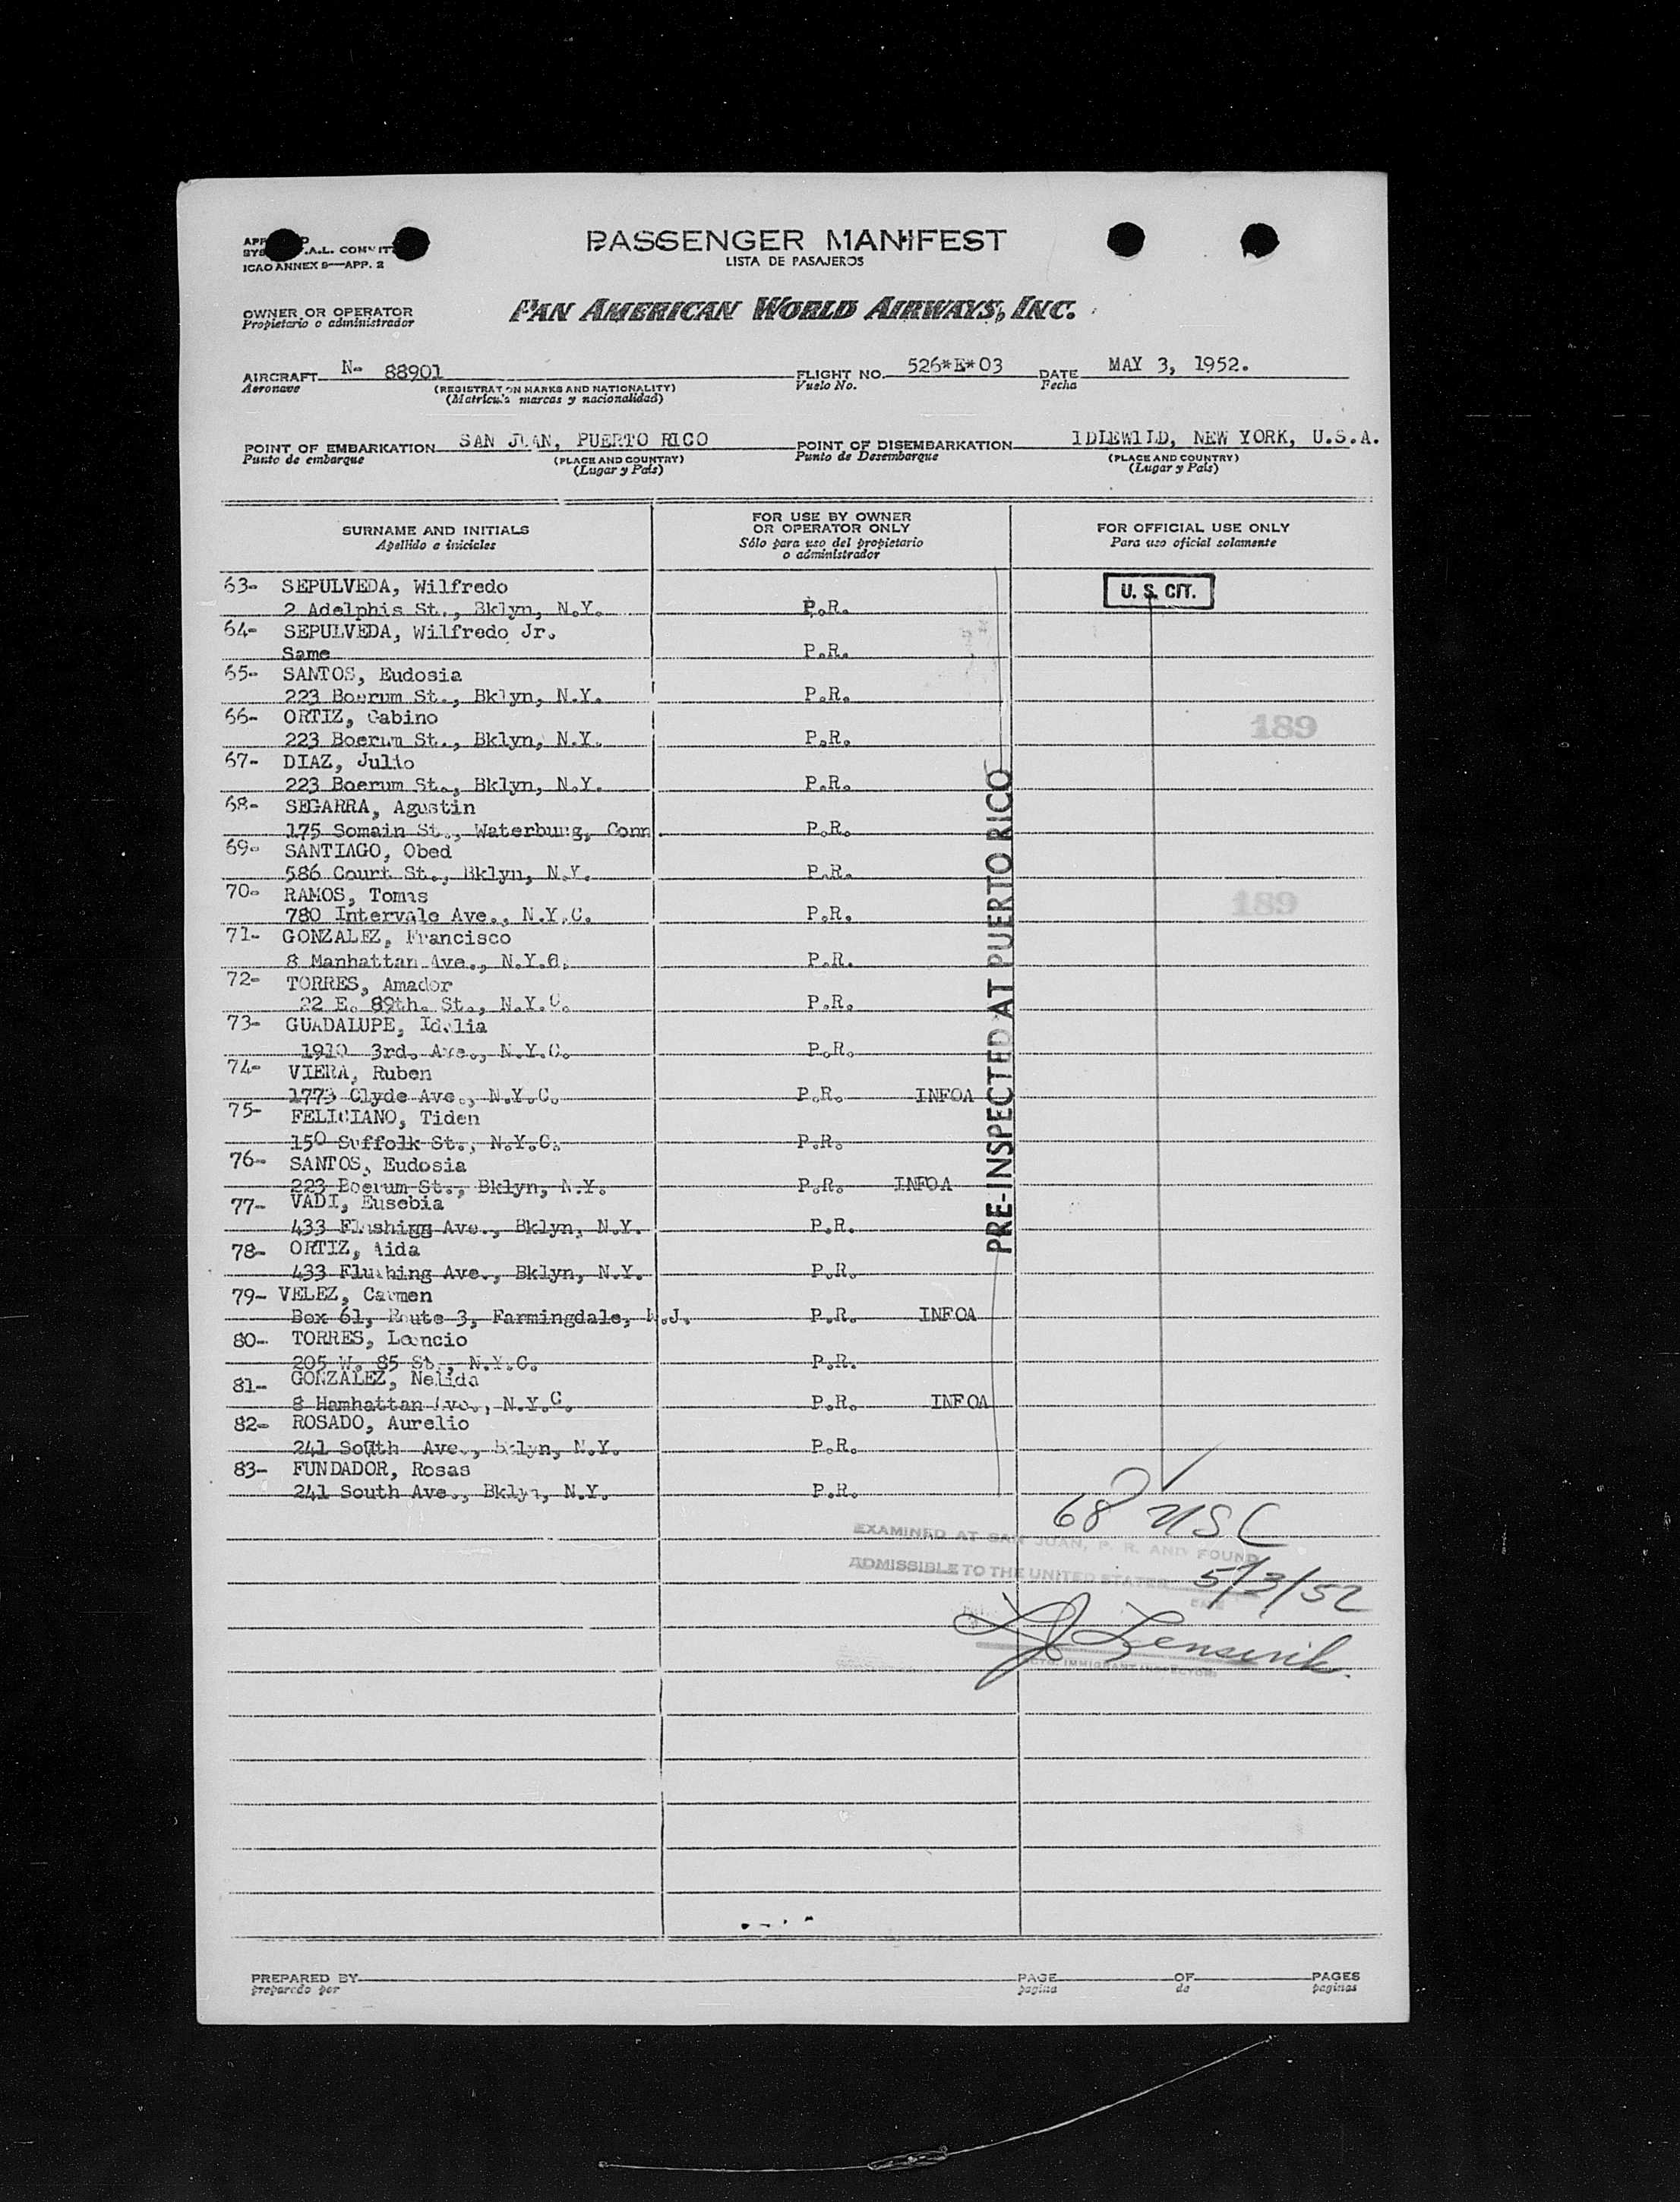 PASSENGER MANIFEST
LISTA DE PASAJEROS
ICAO ANNEX 9—APP. 2
OWNER OR OPERATOR
Propietario o administrador
PAN AMERICAN WORLD AIRWAYS, INC.
AIRCRAFT N- 88901 FLIGHT NO. 526*E*03 DATE MAY 3, 1952.
Aeronave (REGISTRATION MARKS AND NATIONALITY) Vuelo No. Fecha
(Matricula marcas y nacionalidad)
POINT OF EMBARKATION SAN JUAN, PUERTO RICO POINT OF DISEMBARKATION IDLEWILD, NEW YORK, U.S.A.
Punto de embarque (PLACE AND COUNTRY) Punto de Desembarque (PLACE AND COUNTRY)
(Lugar y País) (Lugar y País)
SURNAME AND INITIALS
Apellido e iniciales
FOR USE BY OWNER
OR OPERATOR ONLY
Sólo para uso del propietario
o administrador
FOR OFFICIAL USE ONLY
Para uso oficial solamente
63- SEPULVEDA, Wilfredo U. S. CIT.
2 Adelphis St., Bklyn, N.Y. P.R.
64- SEPULVEDA, Wilfredo Jr.
Same P.R.
65- SANTOS, Eudosia
223 Boerum St., Bklyn, N.Y. P.R.
66- ORTIZ, Gabino 189
223 Boerum St., Bklyn, N.Y. P.R.
67- DIAZ, Julio
223 Boerum St., Bklyn, N.Y. P.R.
68- SEGARRA, Agustin
175 Somain St., Waterbung, Conn. P.R.
69- SANTIAGO, Obed
586 Court St., Bklyn, N.Y. P.R.
70- RAMOS, Tomas 189
780 Intervale Ave., N.Y.C. P.R.
71- GONZALEZ, Francisco
8 Manhattan Ave., N.Y.C. P.R.
72- TORRES, Amador
22 E. 89th. St., N.Y.C. P.R.
73- GUADALUPE, Idalia
1910 3rd. Ave., N.Y.C. P.R.
74- VIERA, Ruben
1773 Clyde Ave., N.Y.C. P.R. INFOA
75- FELICIANO, Tiden
150 Suffolk St., N.Y.C. P.R.
76- SANTOS, Eudosia
223 Boerum St., Bklyn, N.Y. P.R. INFOA
77- VADI, Eusebia
433 Flushigg Ave., Bklyn, N.Y. P.R.
78- ORTIZ, Aida
433 Flushing Ave., Bklyn, N.Y. P.R.
79- VELEZ, Carmen
Box 61, Route 3, Farmingdale, N.J. P.R. INFOA
80- TORRES, Leoncio
205 W. 85 St., N.Y.C. P.R.
81- GONZALEZ, Nelida
8 Hamhattan Ave., N.Y.C. P.R. INFOA
82- ROSADO, Aurelio
241 South Ave., Bklyn, N.Y. P.R.
83- FUNDADOR, Rosas
241 South Ave., Bklyn, N.Y. P.R.
PRE-INSPECTED AT PUERTO RICO
68 USC
EXAMINED AT SAN JUAN, P. R. AND FOUND
ADMISSIBLE TO THE UNITED STATES 5/3/52
IMMIGRANT INSPECTOR
PREPARED BY PAGE OF PAGES
preparado por pagina de paginas